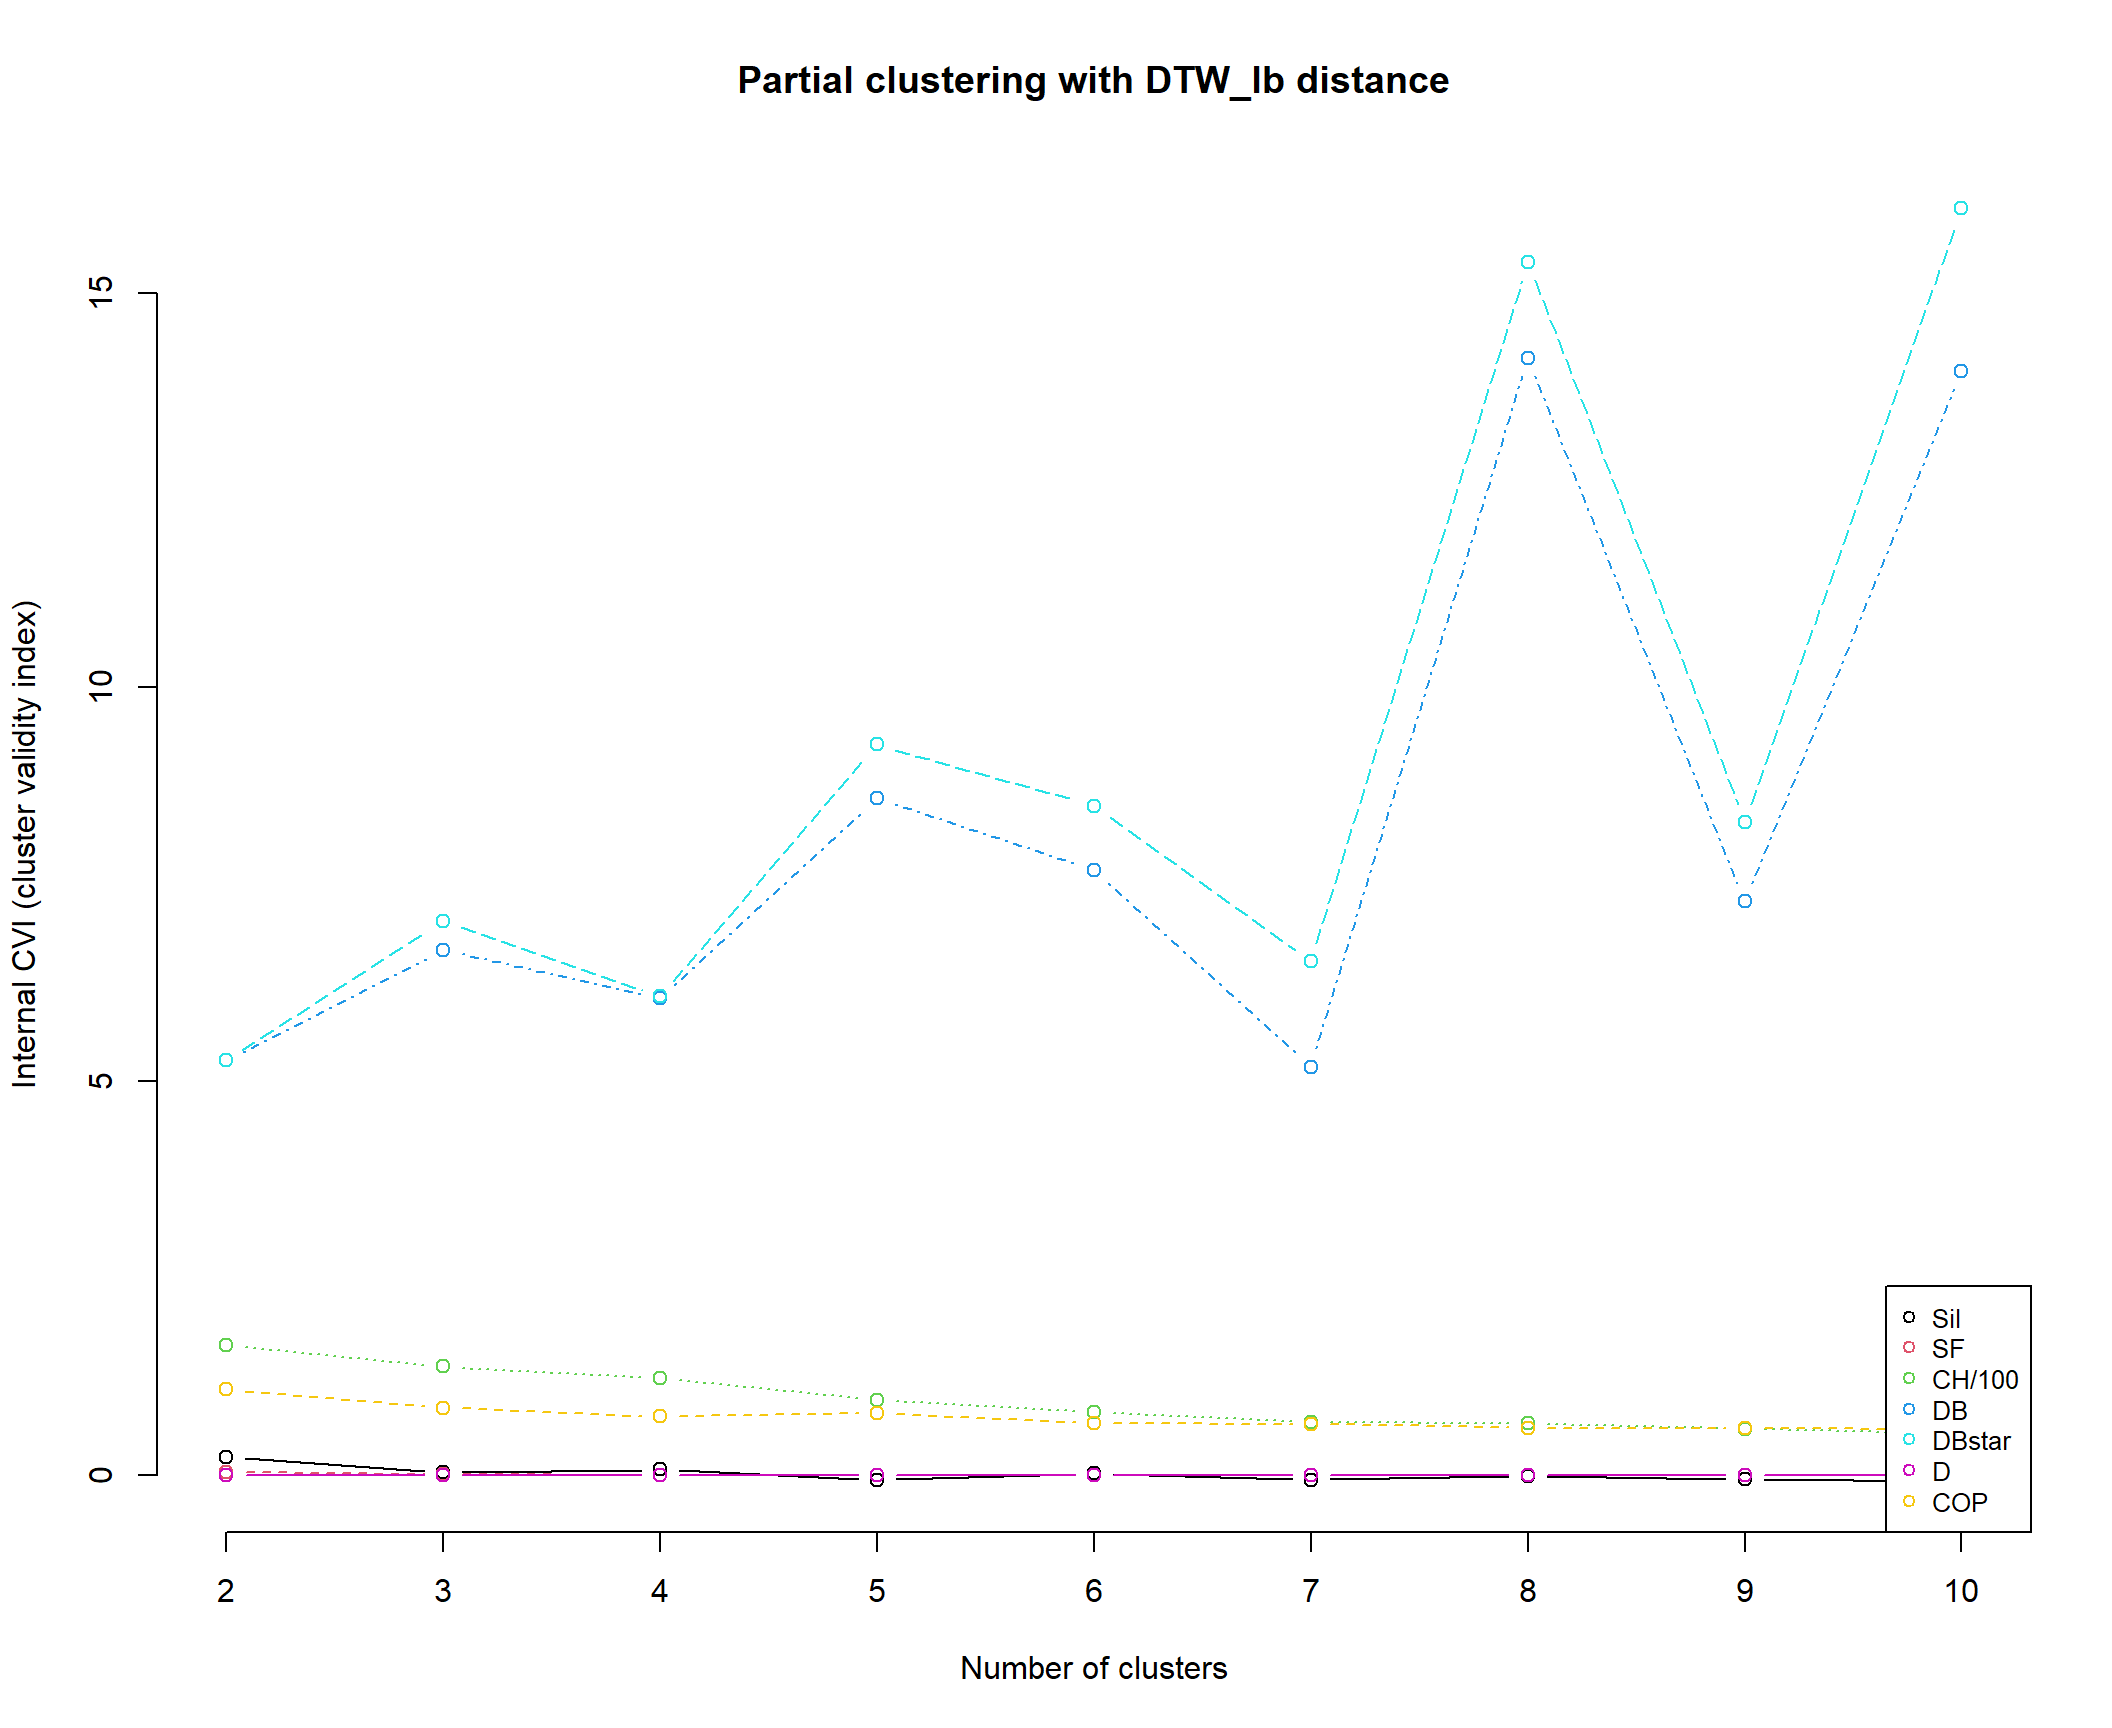 Partial clustering with DTW_lb distance
Internal CVI (cluster validity index)
15
10
5
0
Sil
SF
CH/100
DB
DBstar
D
COP
2 3 4 5 6 7 8 9 10
Number of clusters